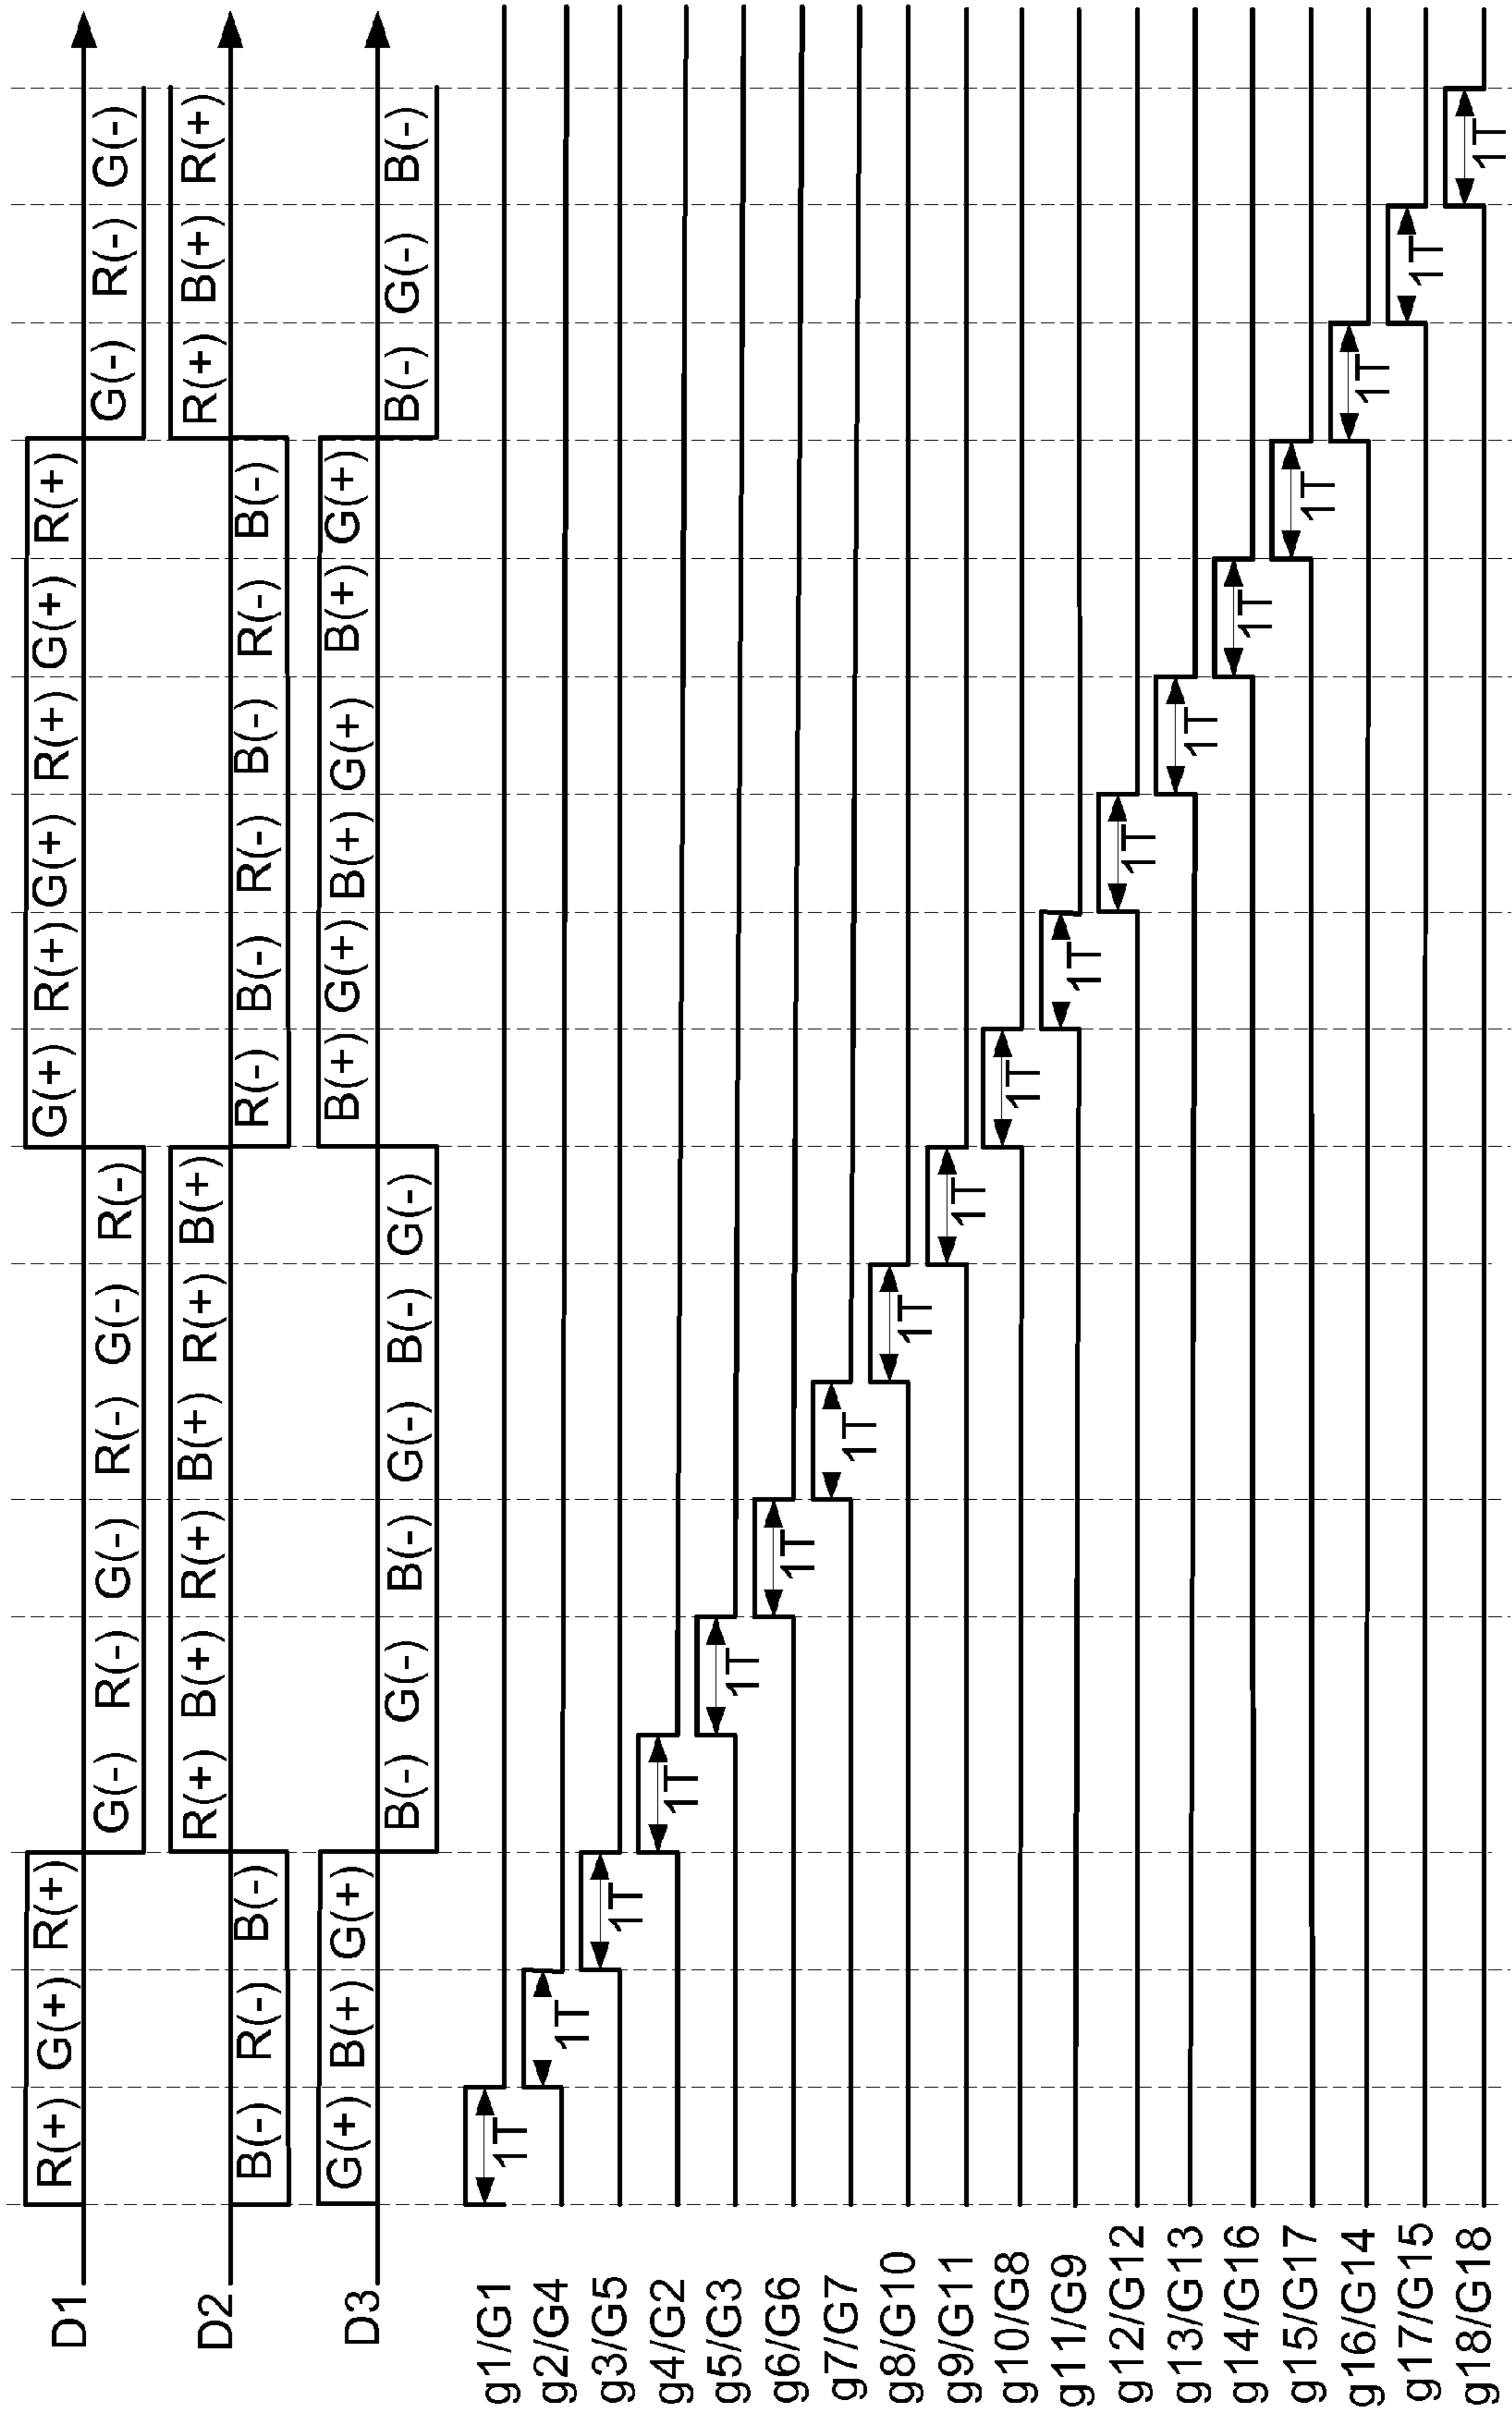 D1 R(+) G(+) R(+) G(-) R(-) G(-) R(-) G(-) R(-) G(+) R(+) G(+) R(+) G(+) R(+) G(-) R(-) G(-)
D2 B(-) R(-) B(-) R(+) B(+) R(+) B(+) R(+) B(+) R(-) B(-) R(-) B(-) R(-) B(-) R(+) B(+) R(+)
D3 G(+) B(+) G(+) B(-) G(-) B(-) G(-) B(-) G(-) B(+) G(+) B(+) G(+) B(+) G(+) B(-) G(-) B(-)
g1/G1 1T
g2/G4 1T
g3/G5 1T
g4/G2 1T
g5/G3 1T
g6/G6 1T
g7/G7 1T
g8/G10 1T
g9/G11 1T
g10/G8 1T
g11/G9 1T
g12/G12 1T
g13/G13 1T
g14/G16 1T
g15/G17 1T
g16/G14 1T
g17/G15 1T
g18/G18 1T